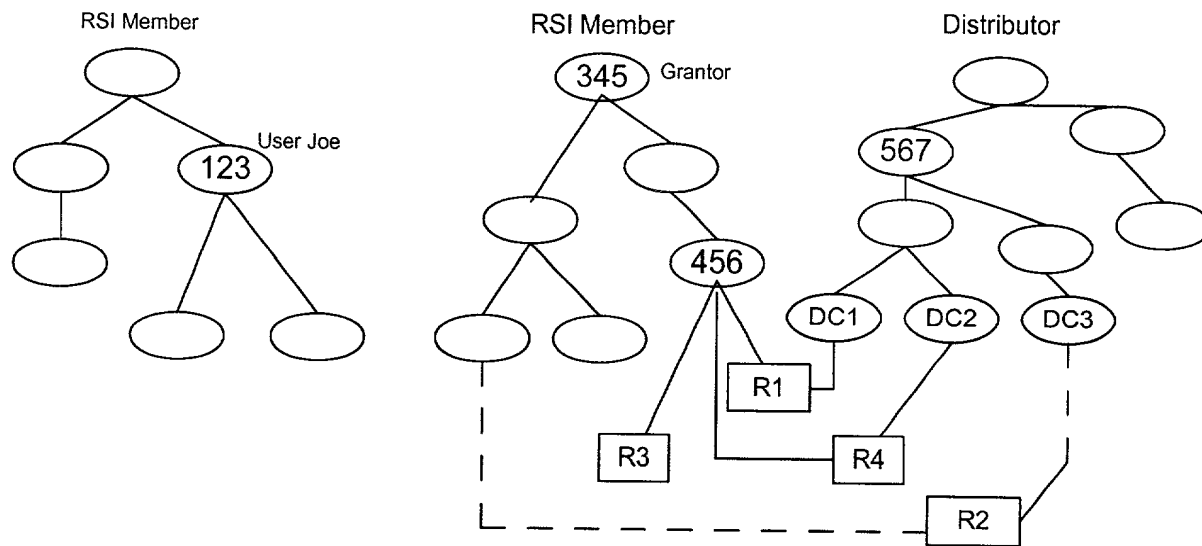 RSI Member
RSI Member
Distributor
345
Grantor
User Joe
123
567
456
DC1
DC2
DC3
R1
R3
R4
R2